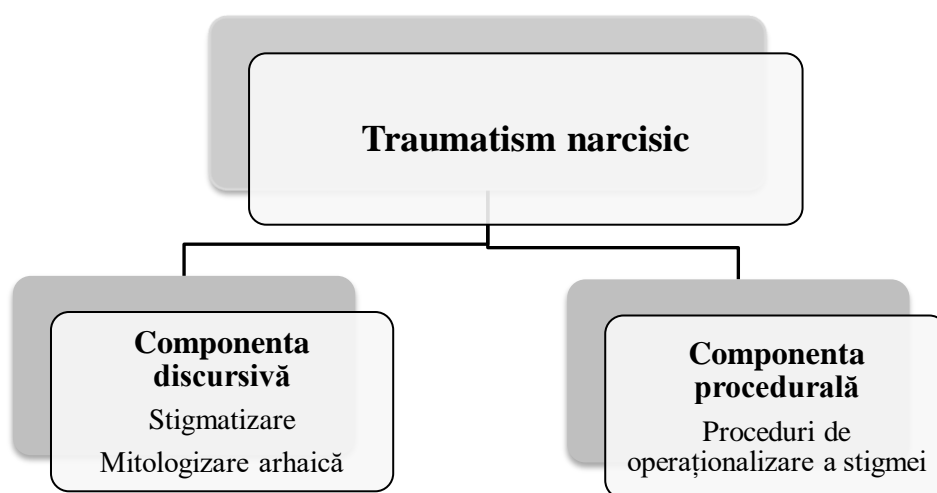 Traumatism narcisic
Componenta
discursivă
Stigmatizare
Mitologizare arhaică
Componenta
procedurală
Proceduri de
operaționalizare a stigmei